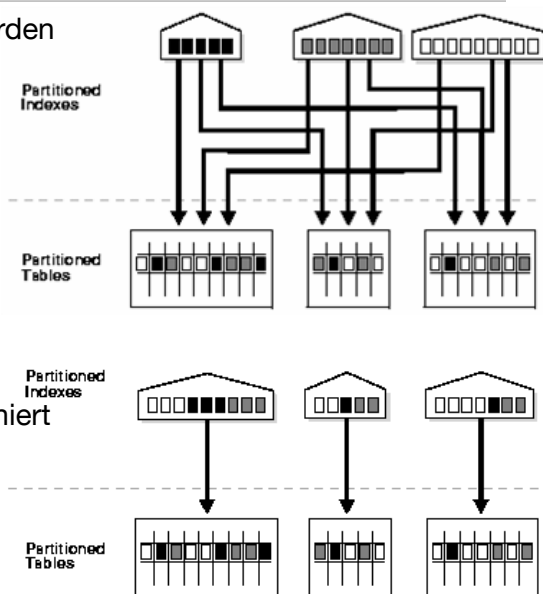 rden
Partitioned
Indexes
Partitioned
Tables
Partitioned
Indexes
niert
Partitioned
Tables